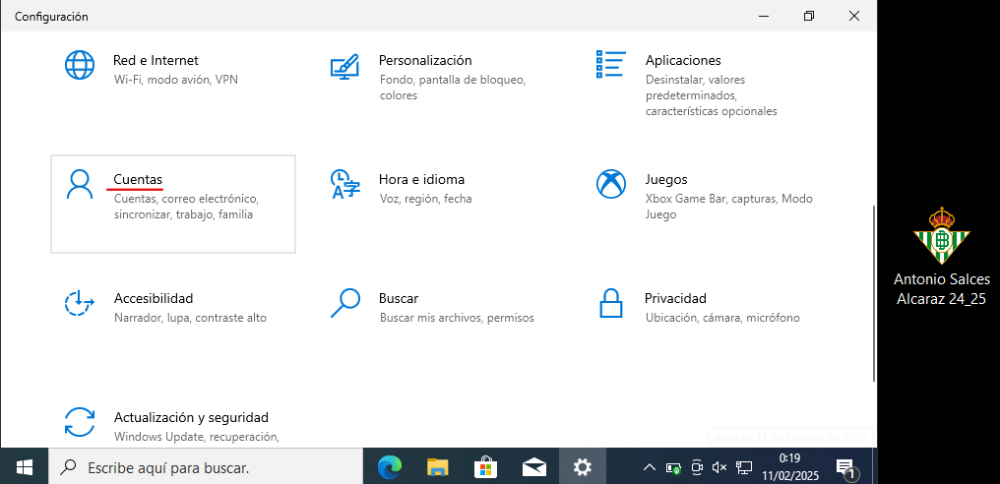 Configuración
Red e Internet
Wi-Fi, modo avión, VPN
Personalización
Fondo, pantalla de bloqueo,
colores
Aplicaciones
Desinstalar, valores
predeterminados,
características opcionales
Cuentas
Cuentas, correo electrónico,
sincronizar, trabajo, familia
Hora e idioma
Voz, región, fecha
Juegos
Xbox Game Bar, capturas, Modo
Juego
Accesibilidad
Narrador, lupa, contraste alto
Buscar
Buscar mis archivos, permisos
Privacidad
Ubicación, cámara, micrófono
Actualización y seguridad
Windows Update, recuperación,
martes, 11 de febrero de 2025
Antonio Salces
Alcaraz 24_25
Escribe aquí para buscar.
0:19
11/02/2025
1